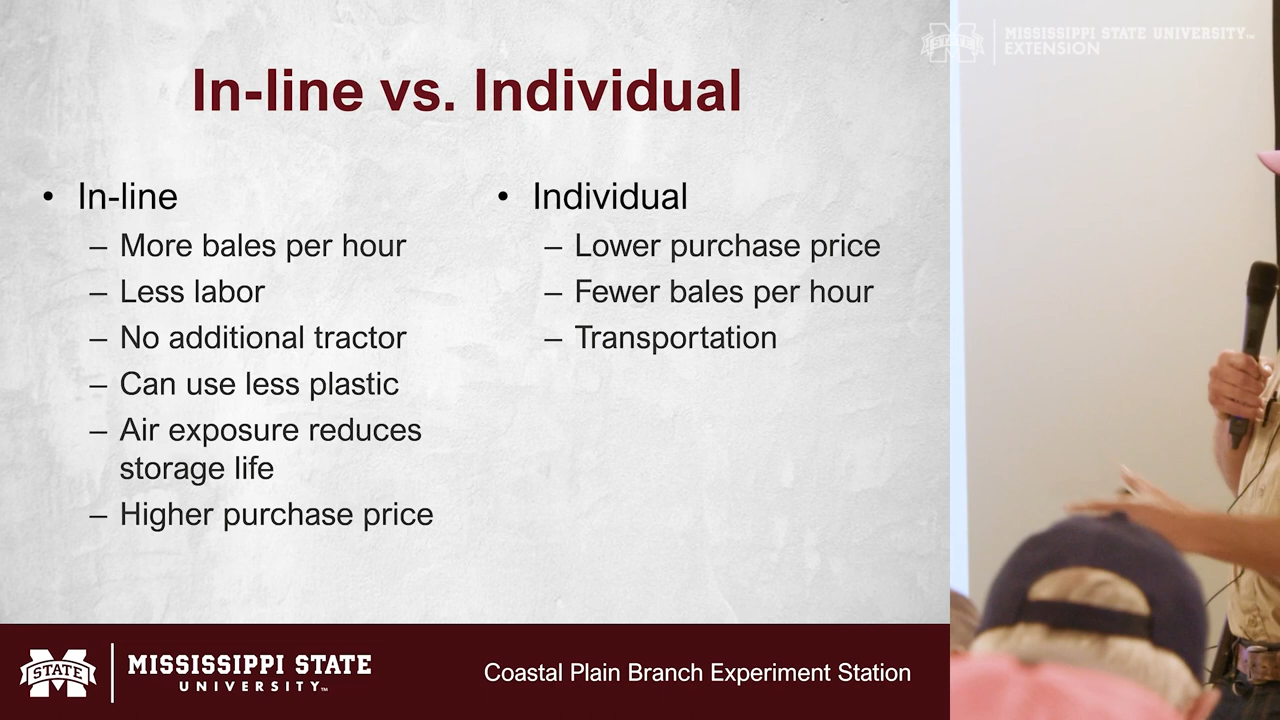 In-line vs. Individual
• In-line
– More bales per hour
– Less labor
– No additional tractor
– Can use less plastic
– Air exposure reduces
storage life
– Higher purchase price
• Individual
– Lower purchase price
– Fewer bales per hour
– Transportation
STATE
MISSISSIPPI STATE
UNIVERSITY™
Coastal Plain Branch Experiment Station
MISSISSIPPI STATE UNIVERSITY™
EXTENSION